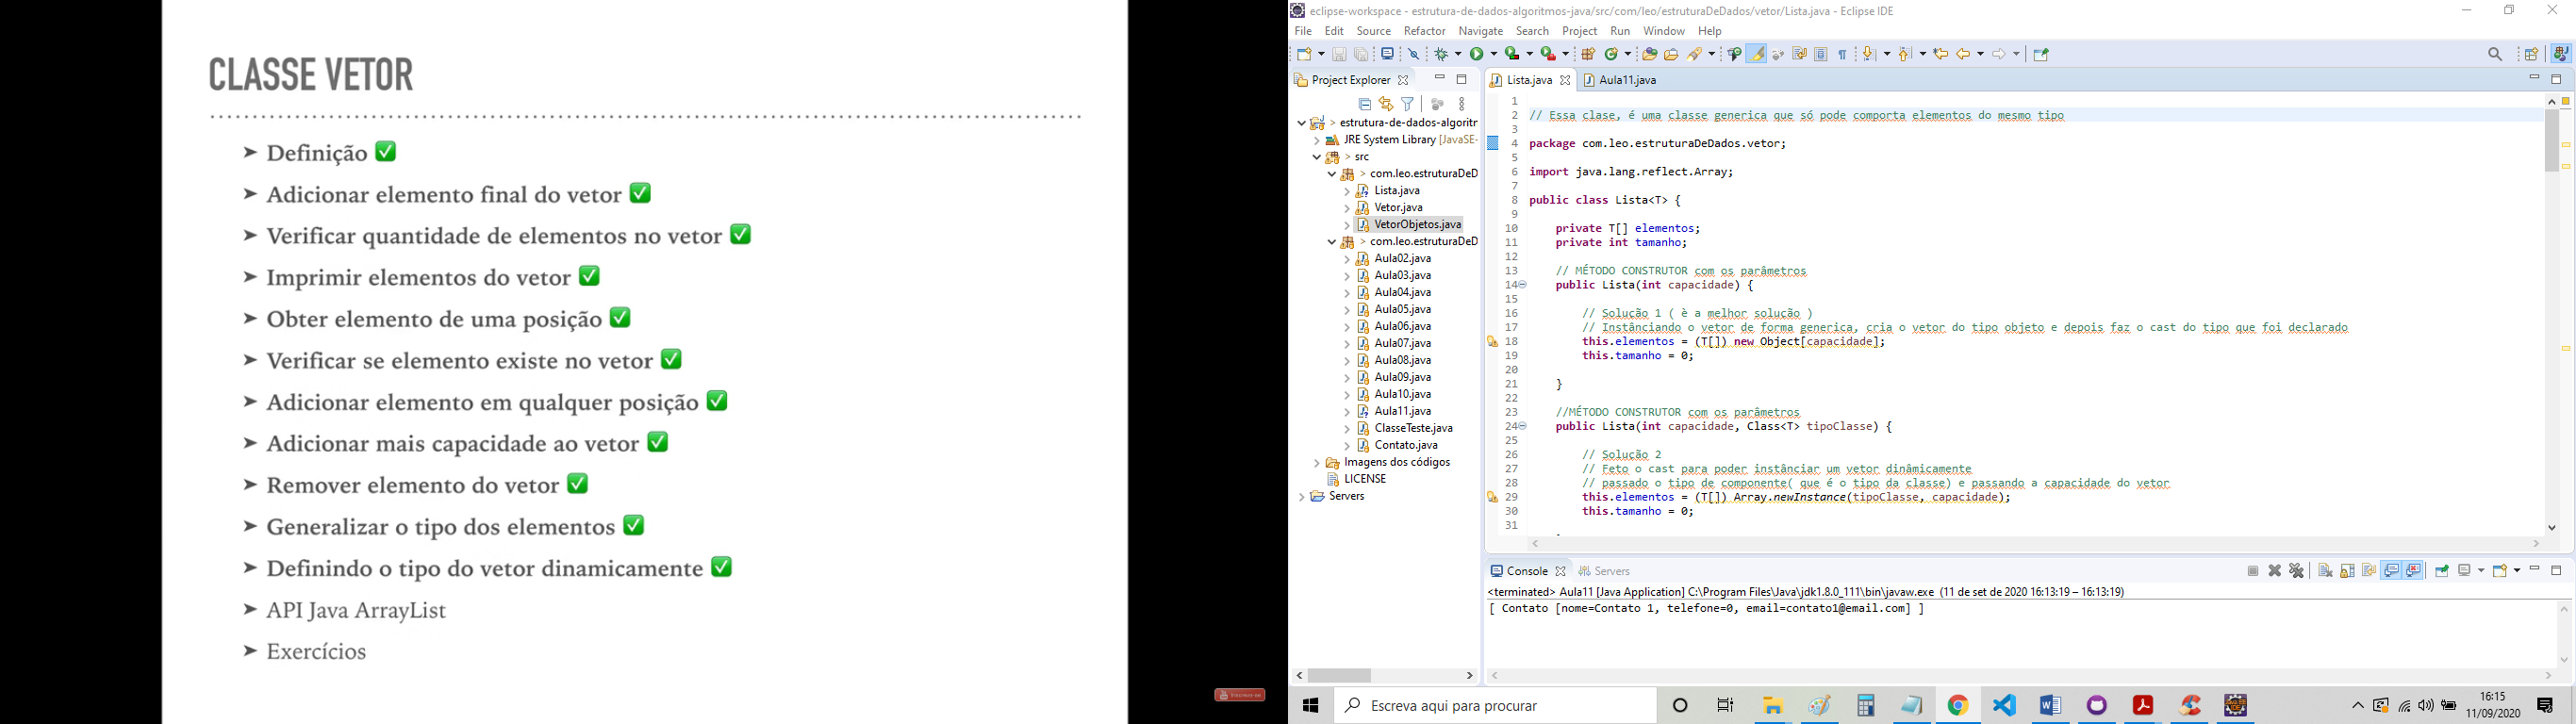 CLASSE VETOR
➤ Definição ✅
➤ Adicionar elemento final do vetor ✅
➤ Verificar quantidade de elementos no vetor ✅
➤ Imprimir elementos do vetor ✅
➤ Obter elemento de uma posição ✅
➤ Verificar se elemento existe no vetor ✅
➤ Adicionar elemento em qualquer posição ✅
➤ Adicionar mais capacidade ao vetor ✅
➤ Remover elemento do vetor ✅
➤ Generalizar o tipo dos elementos ✅
➤ Definindo o tipo do vetor dinamicamente ✅
➤ API Java ArrayList
➤ Exercícios
eclipse-workspace - estrutura-de-dados-algoritmos-java/src/com/leo/estruturaDeDados/vetor/Lista.java - Eclipse IDE
File Edit Source Refactor Navigate Search Project Run Window Help
Project Explorer
> estrutura-de-dados-algoritr
JRE System Library [JavaSE-
> src
> com.leo.estruturaDeD
Lista.java
Vetor.java
VetorObjetos.java
> com.leo.estruturaDeD
Aula02.java
Aula03.java
Aula04.java
Aula05.java
Aula06.java
Aula07.java
Aula08.java
Aula09.java
Aula10.java
Aula11.java
ClasseTeste.java
Contato.java
Imagens dos códigos
LICENSE
Servers
Lista.java Aula11.java
1
2 // Essa clase, é uma classe generica que só pode comporta elementos do mesmo tipo
3
4 package com.leo.estruturaDeDados.vetor;
5
6 import java.lang.reflect.Array;
7
8 public class Lista<T> {
9
10 private T[] elementos;
11 private int tamanho;
12
13 // MÉTODO CONSTRUTOR com os parâmetros
14 public Lista(int capacidade) {
15
16 // Solução 1 ( è a melhor solução )
17 // Instânciando o vetor de forma generica, cria o vetor do tipo objeto e depois faz o cast do tipo que foi declarado
18 this.elementos = (T[]) new Object[capacidade];
19 this.tamanho = 0;
20
21 }
22
23 //MÉTODO CONSTRUTOR com os parâmetros
24 public Lista(int capacidade, Class<T> tipoClasse) {
25
26 // Solução 2
27 // Feto o cast para poder instânciar um vetor dinâmicamente
28 // passado o tipo de componente( que é o tipo da classe) e passando a capacidade do vetor
29 this.elementos = (T[]) Array.newInstance(tipoClasse, capacidade);
30 this.tamanho = 0;
31
Console Servers
<terminated> Aula11 [Java Application] C:\Program Files\Java\jdk1.8.0_111\bin\javaw.exe (11 de set de 2020 16:13:19 – 16:13:19)
[ Contato [nome=Contato 1, telefone=0, email=contato1@email.com] ]
Escreva aqui para procurar
16:15
11/09/2020